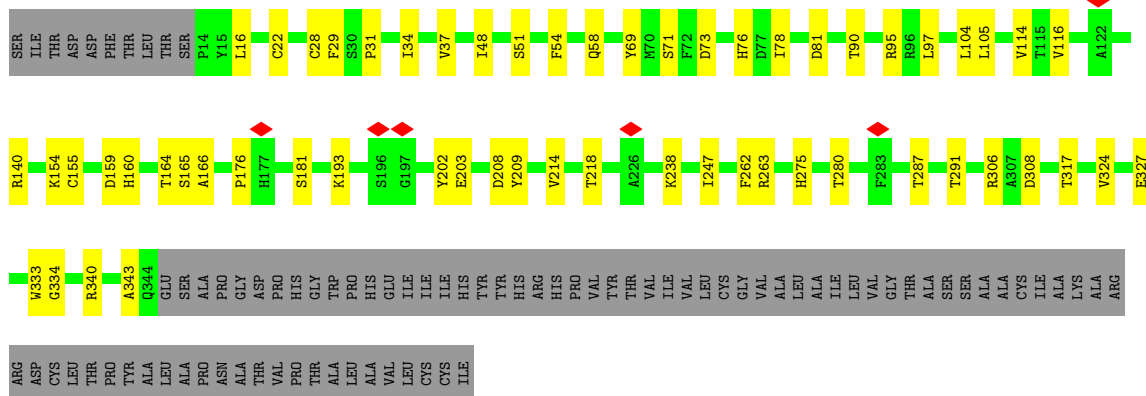 SER ILE THR ASP ASP PHE THR LEU THR SER P14 Y15 L16 C22 C28 F29 S30 P31 I34 V37 I48 S51 F54 Q58 Y69 M70 S71 F72 D73 H76 D77 I78 D81 T90 R95 R96 L97 L104 L105 V114 T115 V116 A122
R140 K154 C155 D159 H160 T164 S165 A166 P176 H177 S181 K193 S196 G197 Y202 E203 D208 Y209 V214 T218 A226 K238 I247 F262 R263 H275 T280 F283 T287 T291 R306 A307 D308 T317 V324 E327
W333 G334 R340 A343 Q344 GLU SER ALA PRO GLY ASP PRO HIS GLY TRP PRO HIS GLU ILE ILE ILE HIS TYR TYR HIS ARG HIS PRO VAL TYR THR VAL ILE VAL LEU CYS GLY VAL ALA LEU ALA ILE LEU VAL GLY THR ALA SER SER ALA ALA CYS ILE ALA LYS ALA ARG
ARG ASP CYS LEU THR PRO TYR ALA LEU ALA PRO ASN ALA THR VAL PRO THR ALA LEU ALA VAL LEU CYS CYS ILE